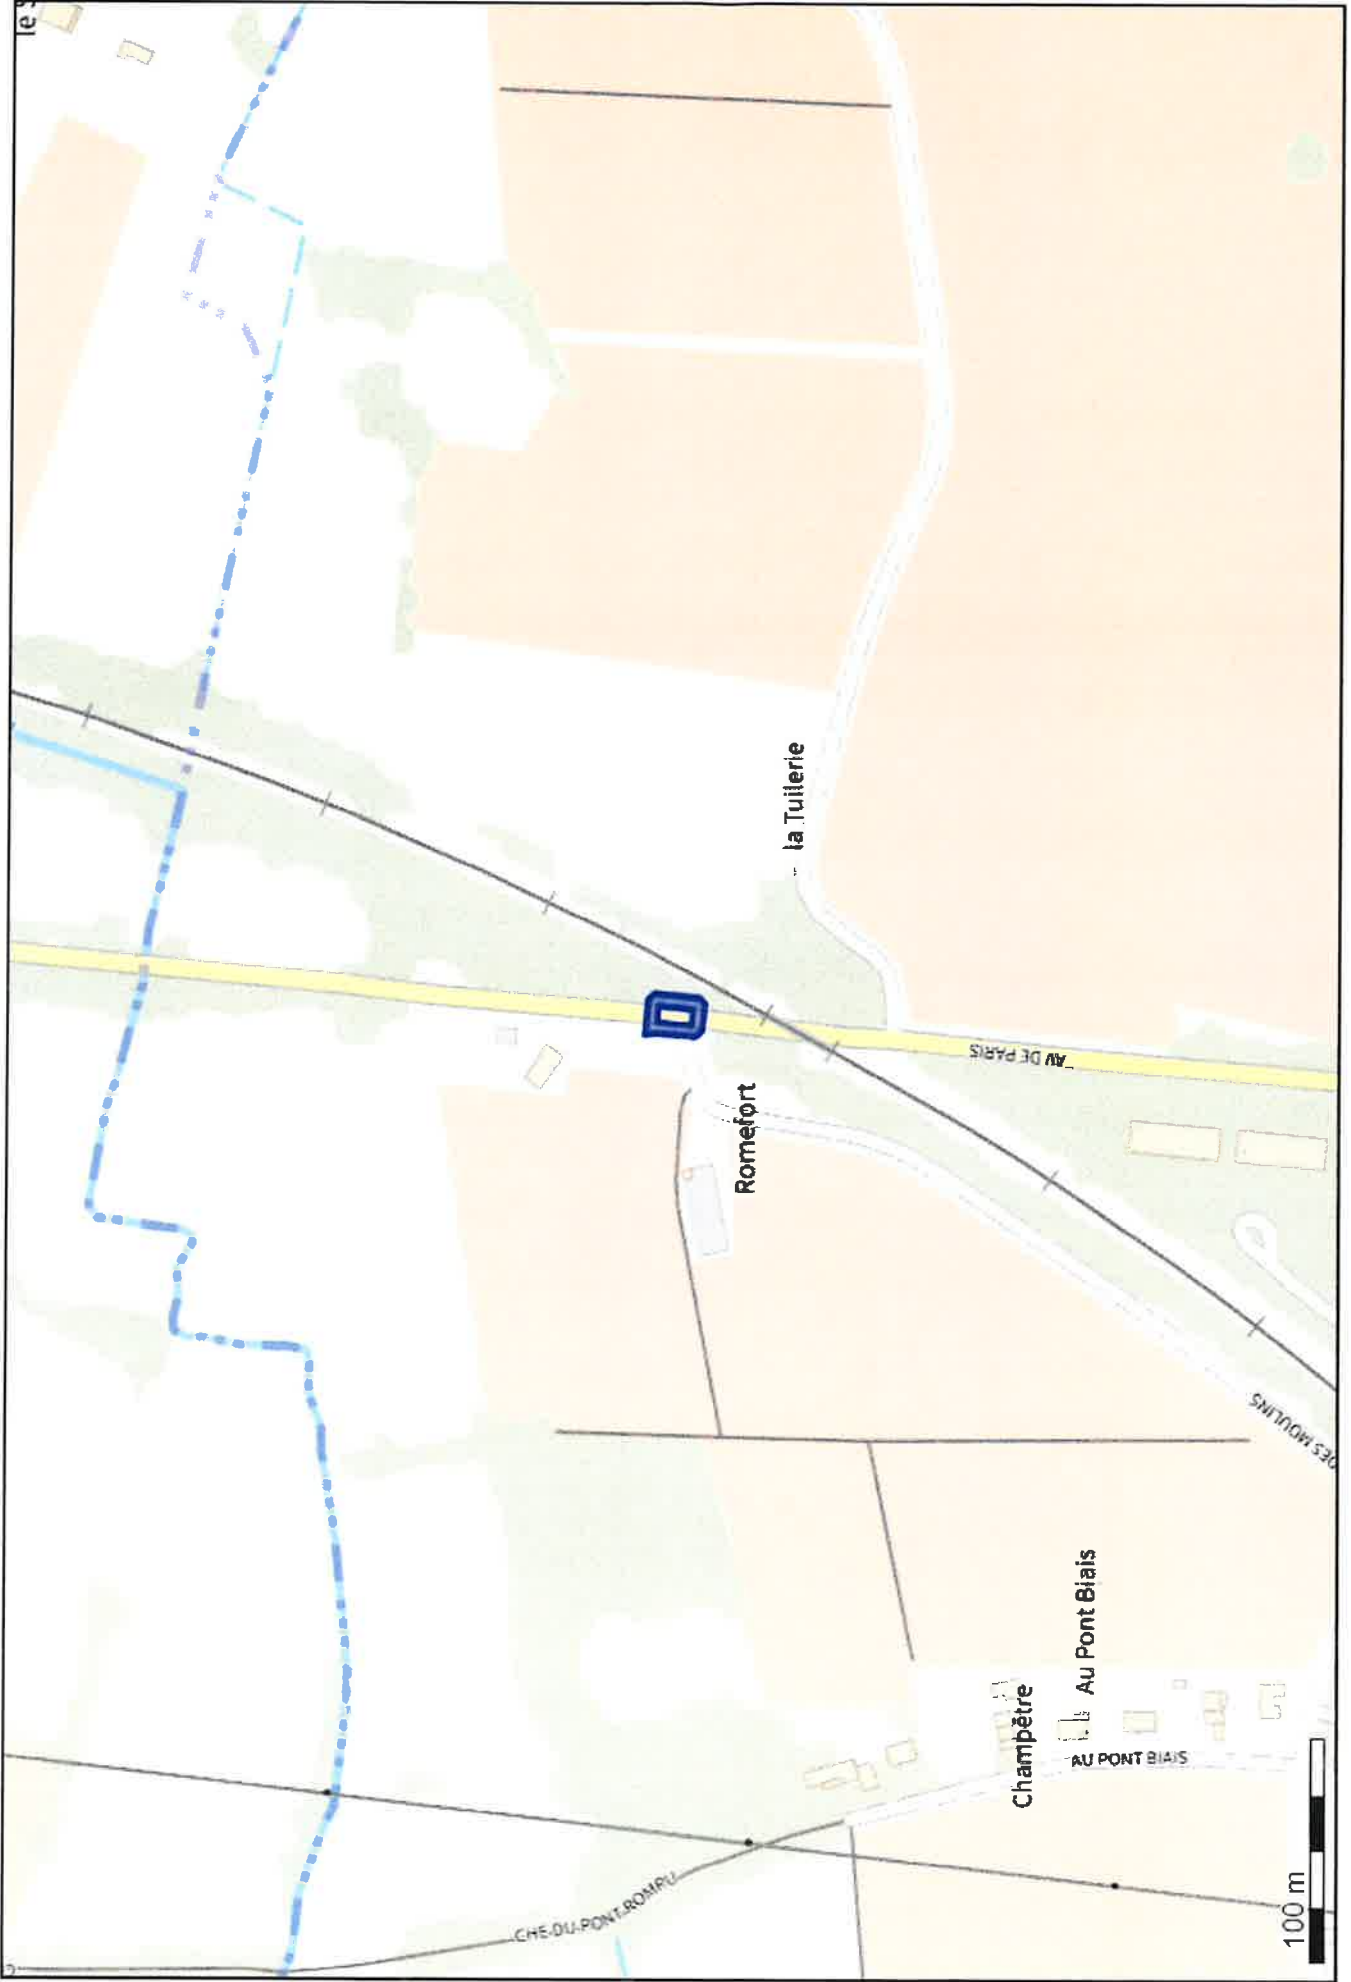 la Tuilerie
AV DE PARIS
Romefort
DES MOULINS
Au Pont Biais
Champêtre
AU PONT BIAIS
CHE-DU-PONT-ROMPU
100 m